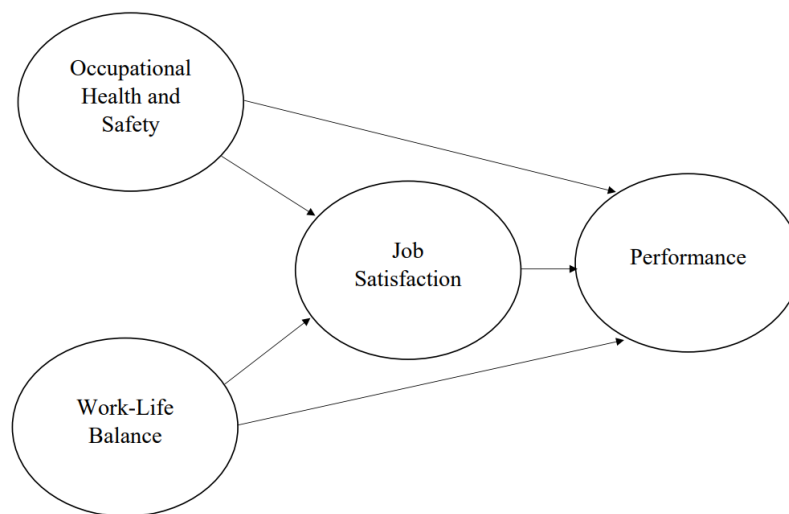 Occupational
Health and
Safety
Job
Satisfaction
Performance
Work-Life
Balance